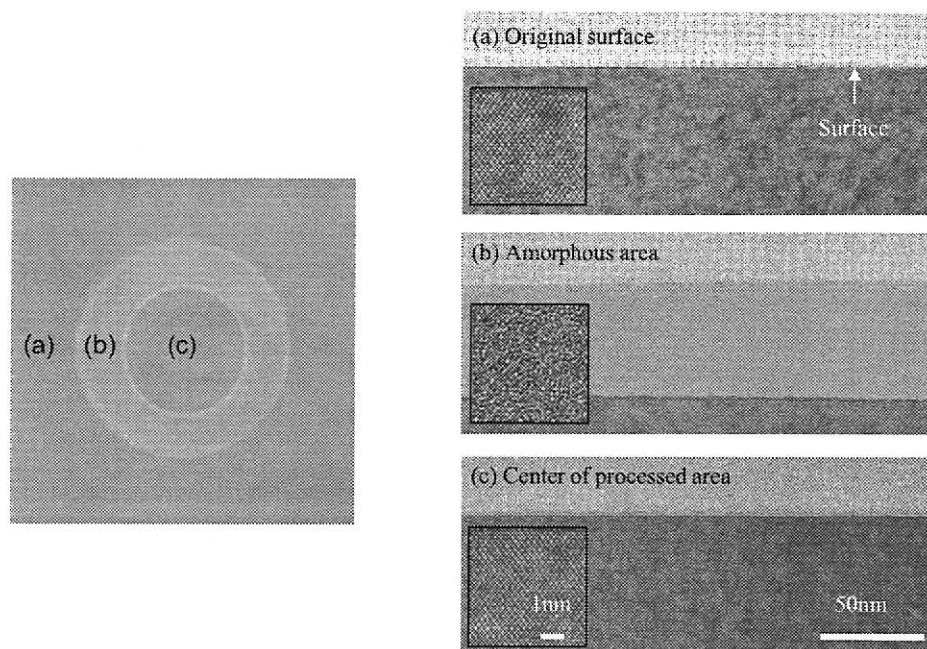 (a) Original surface
Surface
(b) Amorphous area
(a) (b) (c)
(c) Center of processed area
1nm
50nm